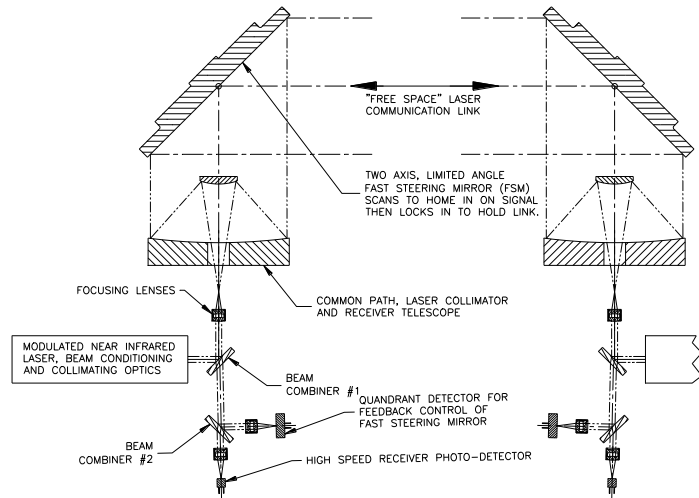 "FREE SPACE" LASER
COMMUNICATION LINK
TWO AXIS, LIMITED ANGLE
FAST STEERING MIRROR (FSM)
SCANS TO HOME IN ON SIGNAL
THEN LOCKS IN TO HOLD LINK.
FOCUSING LENSES
COMMON PATH, LASER COLLIMATOR
AND RECEIVER TELESCOPE
MODULATED NEAR INFRARED
LASER, BEAM CONDITIONING
AND COLLIMATING OPTICS
BEAM
COMBINER #1
QUANDRANT DETECTOR FOR
FEEDBACK CONTROL OF
FAST STEERING MIRROR
BEAM
COMBINER #2
HIGH SPEED RECEIVER PHOTO-DETECTOR